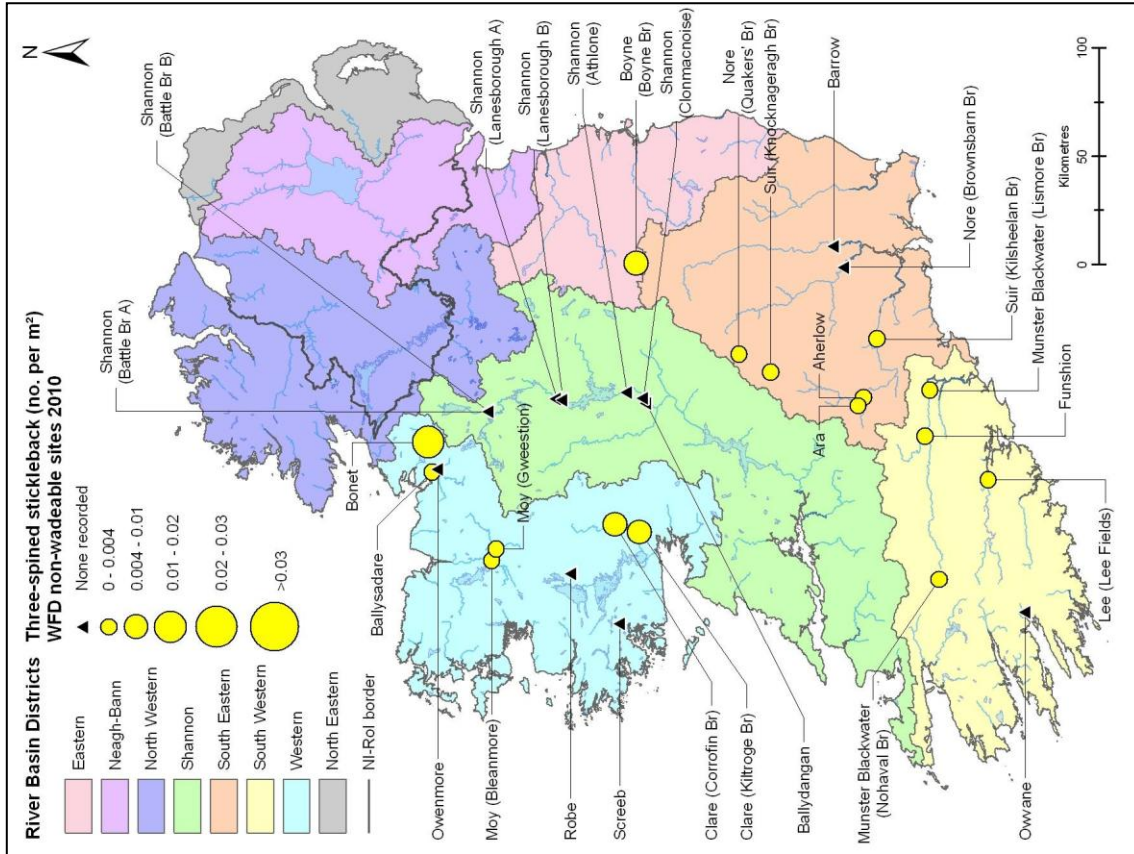 River Basin Districts
Eastern
Neagh-Bann
North Western
Shannon
South Eastern
South Western
Western
North Eastern
NI-RoI border
Three-spined stickleback (no. per m²)
WFD non-wadeable sites 2010
None recorded
0 - 0.004
0.004 - 0.01
0.01 - 0.02
0.02 - 0.03
>0.03
N
Shannon
(Battle Br A)
Shannon
(Battle Br B)
Shannon
(Lanesborough A)
Shannon
(Lanesborough B)
Shannon
(Athlone)
Boyne
(Boyne Br)
Shannon
(Clonmacnoise)
Nore
(Quakers' Br)
Suir (Knocknageragh Br)
Barrow
Nore (Brownsbarn Br)
Suir (Kilsheelan Br)
Munster Blackwater (Lismore Br)
Funshion
Lee (Lee Fields)
Bonet
Ballysadare
Owenmore
Moy (Gweestion)
Moy (Bleanmore)
Robe
Screeb
Clare (Corrofin Br)
Clare (Kiltroge Br)
Ballydangan
Munster Blackwater
(Nohaval Br)
Owvane
Ara
Aherlow
0
50
100
Kilometres